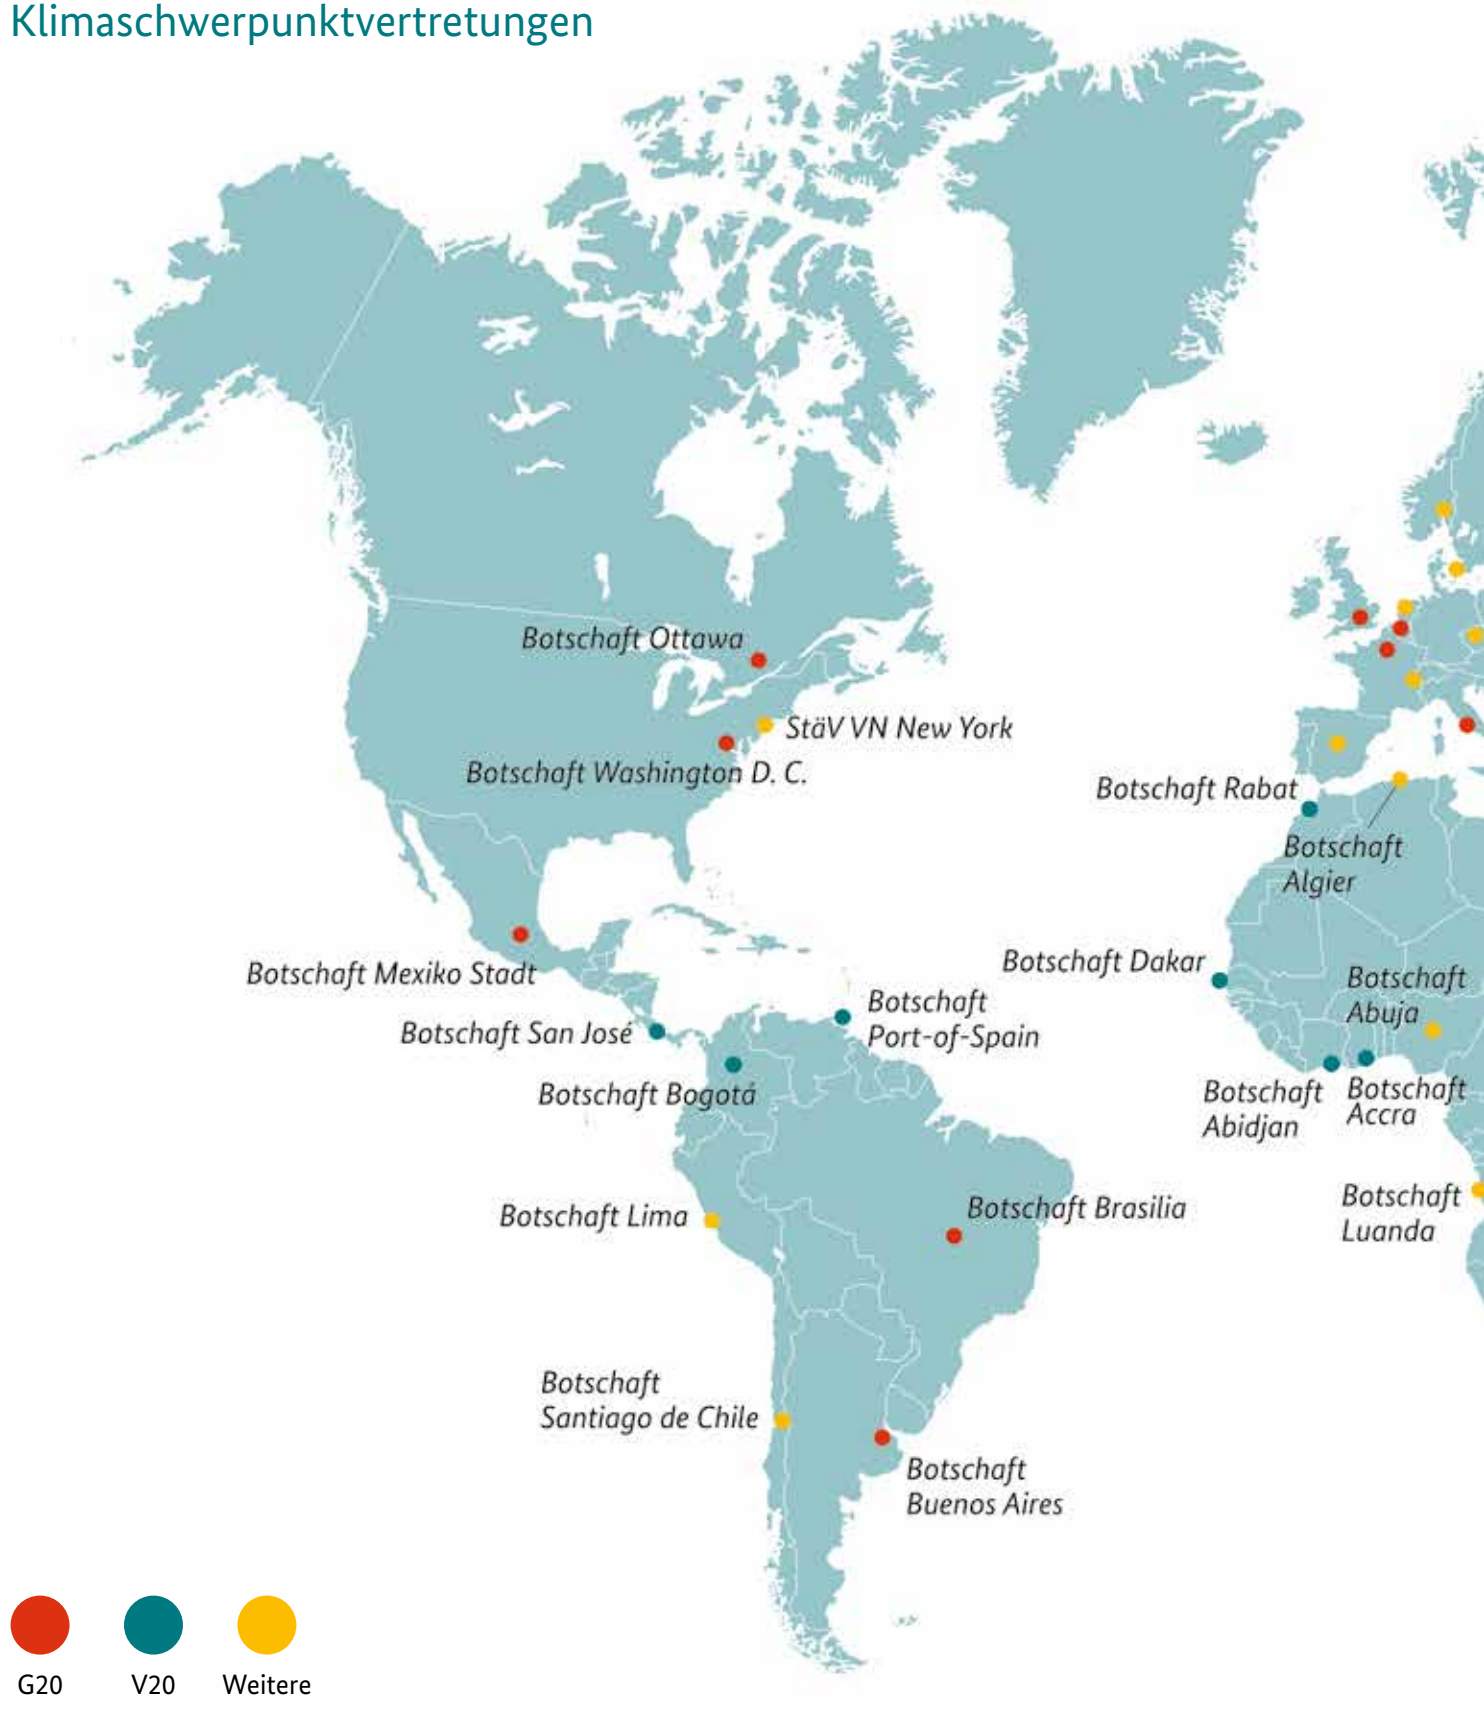 Klimaschwerpunktvertretungen
Botschaft Ottawa
StäV VN New York
Botschaft Washington D. C.
Botschaft Rabat
Botschaft
Algier
Botschaft Mexiko Stadt
Botschaft Dakar
Botschaft
Abuja
Botschaft
Port-of-Spain
Botschaft San José
Botschaft Bogotá
Botschaft
Abidjan
Botschaft
Accra
Botschaft Lima
Botschaft Brasilia
Botschaft
Luanda
Botschaft
Santiago de Chile
Botschaft
Buenos Aires
G20
V20
Weitere